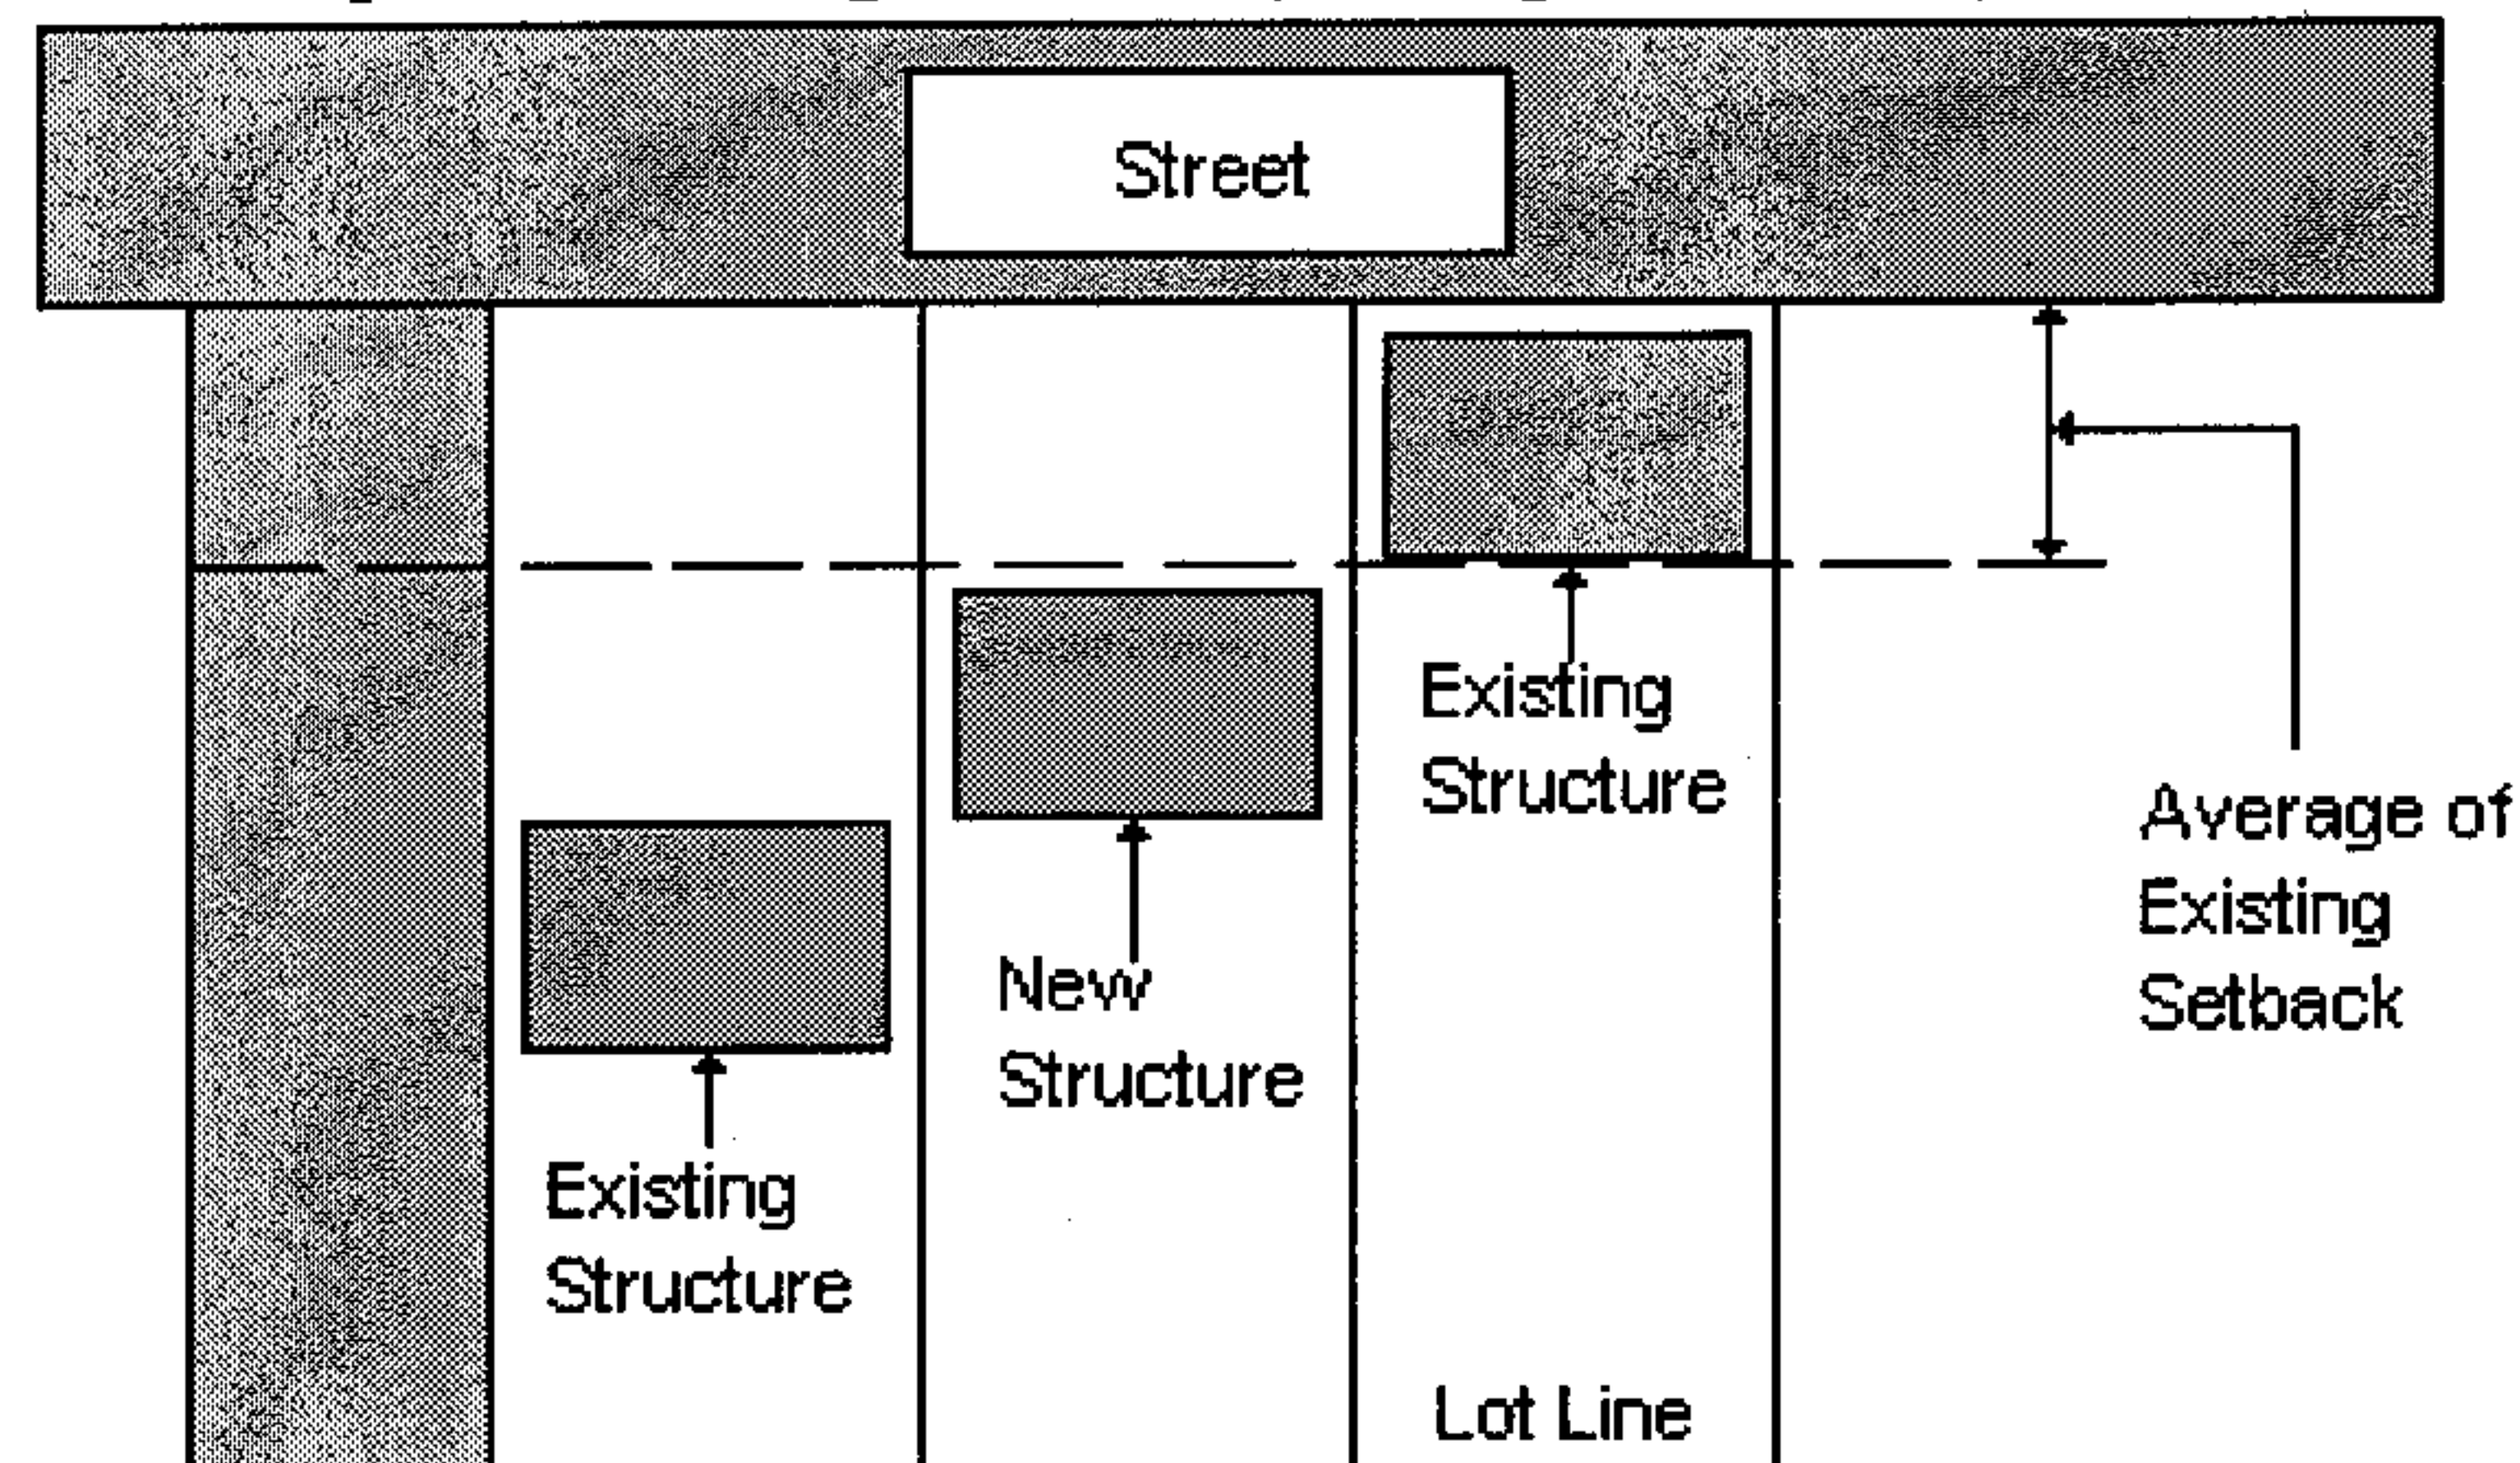 Street
Existing
Structure
New
Structure
Existing
Structure
Average of
Existing
Setback
Lot Line